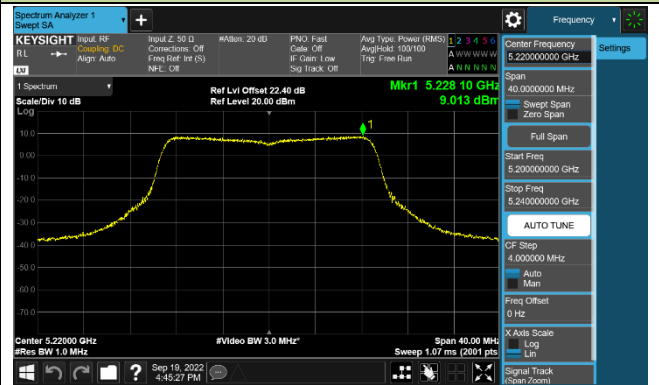 Spectrum Analyzer 1
Swept SA
+
Frequency
KEYSIGHT
RL
LXI
Input: RF
Coupling: DC
Align: Auto
Input Z: 50 Ω
Corrections: Off
Freq Ref: Int (S)
NFE: Off
#Atten: 20 dB
PNO: Fast
Gate: Off
IF Gain: Low
Sig Track: Off
Avg Type: Power (RMS)
Avg|Hold: 100/100
Trig: Free Run
1 2 3 4 5 6
A WWWWW
A N N N N N
1 Spectrum
Scale/Div 10 dB
Log
Ref Lvl Offset 22.40 dB
Ref Level 20.00 dBm
Mkr1 5.228 10 GHz
9.013 dBm
1
10.0
0.00
-10.0
-20.0
-30.0
-40.0
-50.0
-60.0
-70.0
Center 5.22000 GHz
#Res BW 1.0 MHz
#Video BW 3.0 MHz*
Span 40.00 MHz
Sweep 1.07 ms (2001 pts)
Sep 19, 2022
4:45:27 PM
Center Frequency
5.220000000 GHz
Span
40.0000000 MHz
Swept Span
Zero Span
Full Span
Start Freq
5.200000000 GHz
Stop Freq
5.240000000 GHz
AUTO TUNE
CF Step
4.000000 MHz
Auto
Man
Freq Offset
0 Hz
X Axis Scale
Log
Lin
Signal Track
(Span Zoom)
Settings